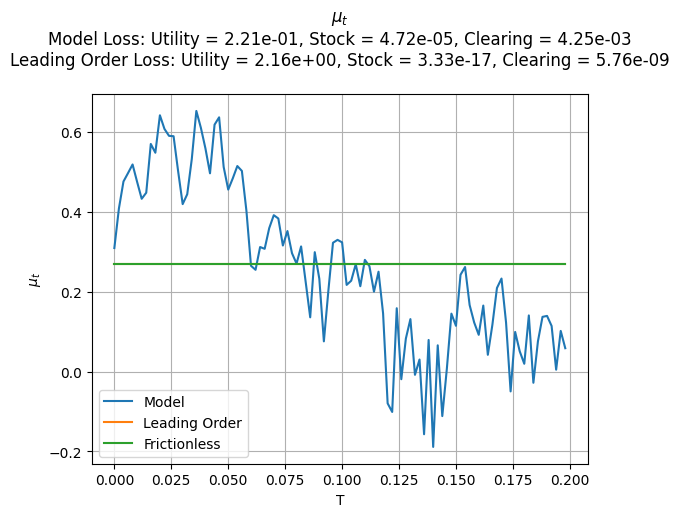 μt
Model Loss: Utility = 2.21e-01, Stock = 4.72e-05, Clearing = 4.25e-03
Leading Order Loss: Utility = 2.16e+00, Stock = 3.33e-17, Clearing = 5.76e-09
0.6
0.4
0.2
0.0
−0.2
μt
Model
Leading Order
Frictionless
0.000 0.025 0.050 0.075 0.100 0.125 0.150 0.175 0.200
T